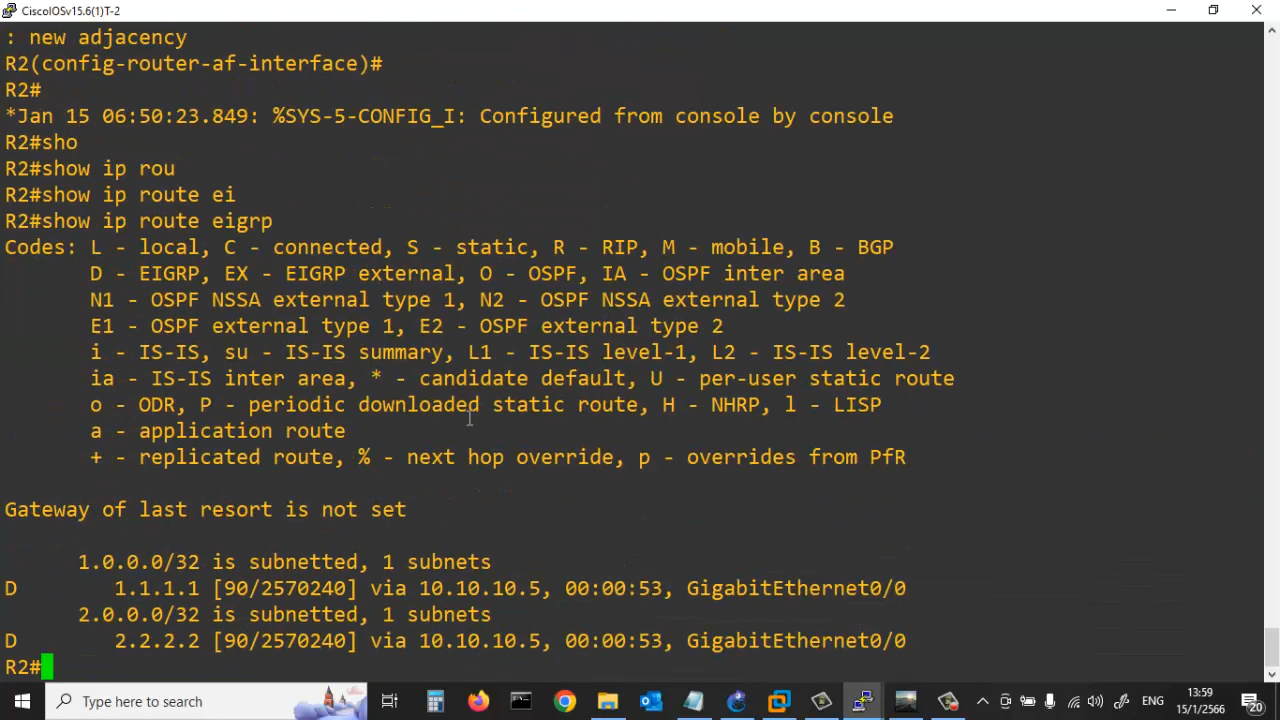 CiscoIOSv15.6(1)T-2
: new adjacency
R2(config-router-af-interface)#
R2#
*Jan 15 06:50:23.849: %SYS-5-CONFIG_I: Configured from console by console
R2#sho
R2#show ip rou
R2#show ip route ei
R2#show ip route eigrp
Codes: L - local, C - connected, S - static, R - RIP, M - mobile, B - BGP
D - EIGRP, EX - EIGRP external, O - OSPF, IA - OSPF inter area
N1 - OSPF NSSA external type 1, N2 - OSPF NSSA external type 2
E1 - OSPF external type 1, E2 - OSPF external type 2
i - IS-IS, su - IS-IS summary, L1 - IS-IS level-1, L2 - IS-IS level-2
ia - IS-IS inter area, * - candidate default, U - per-user static route
o - ODR, P - periodic downloaded static route, H - NHRP, l - LISP
a - application route
+ - replicated route, % - next hop override, p - overrides from PfR
Gateway of last resort is not set
1.0.0.0/32 is subnetted, 1 subnets
D 1.1.1.1 [90/2570240] via 10.10.10.5, 00:00:53, GigabitEthernet0/0
2.0.0.0/32 is subnetted, 1 subnets
D 2.2.2.2 [90/2570240] via 10.10.10.5, 00:00:53, GigabitEthernet0/0
R2#
Type here to search
ENG
13:59
15/1/2566
20